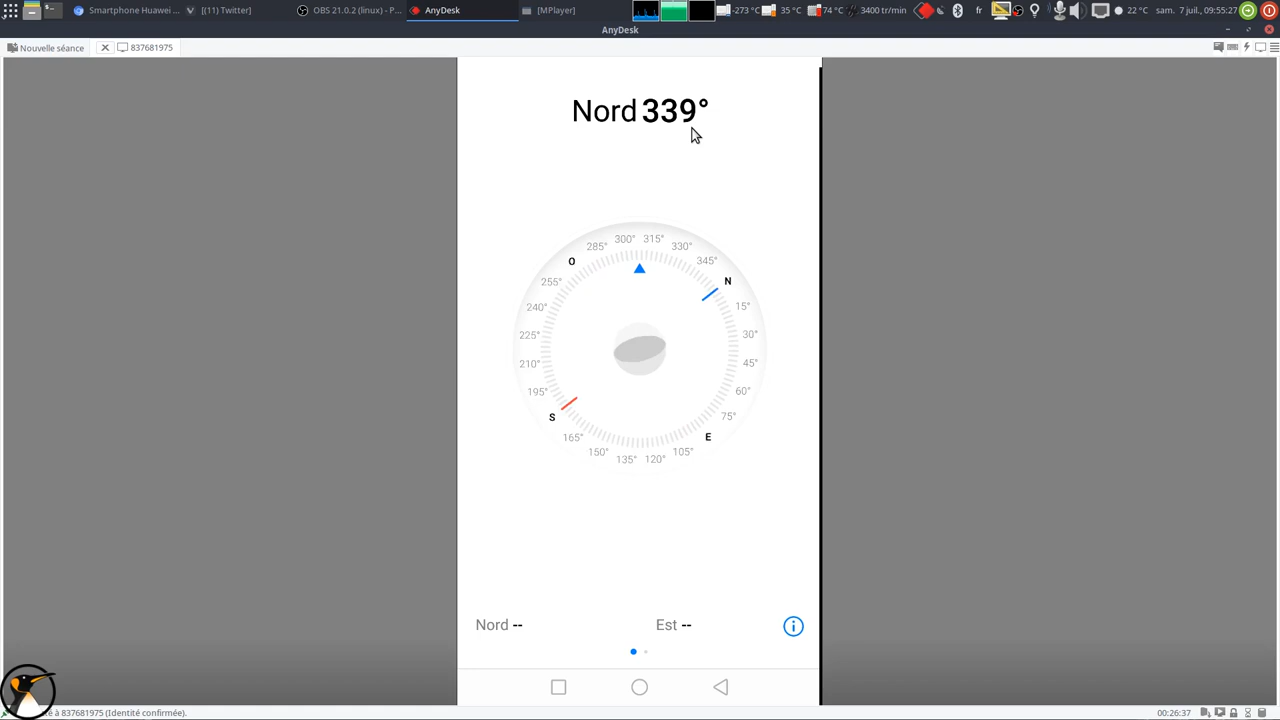 Smartphone Huawei ...
[(11) Twitter]
OBS 21.0.2 (linux) - P...
AnyDesk
[MPlayer]
-273 °C
35 °C
74 °C
3400 tr/min
fr
22 °C
sam. 7 juil., 09:55:27
AnyDesk
Nouvelle séance
837681975
Nord 339°
300° 315°
285° 330°
O 345°
255° N
240° 15°
225° 30°
210° 45°
195° 60°
S 75°
165° E
150° 105°
135° 120°
Nord --
Est --
à 837681975 (Identité confirmée).
00:26:37